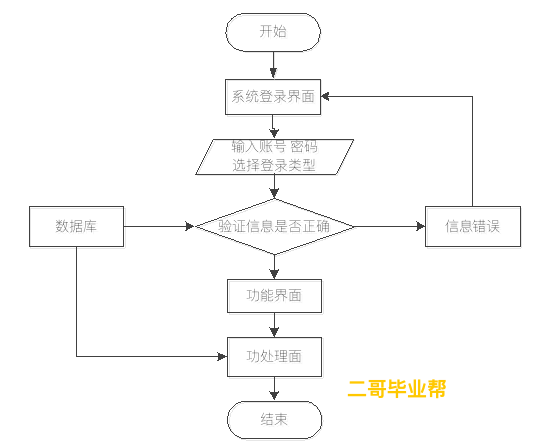 开始
系统登录界面
输入账号 密码
选择登录类型
数据库
验证信息是否正确
信息错误
功能界面
功处理面
二哥毕业帮
结束